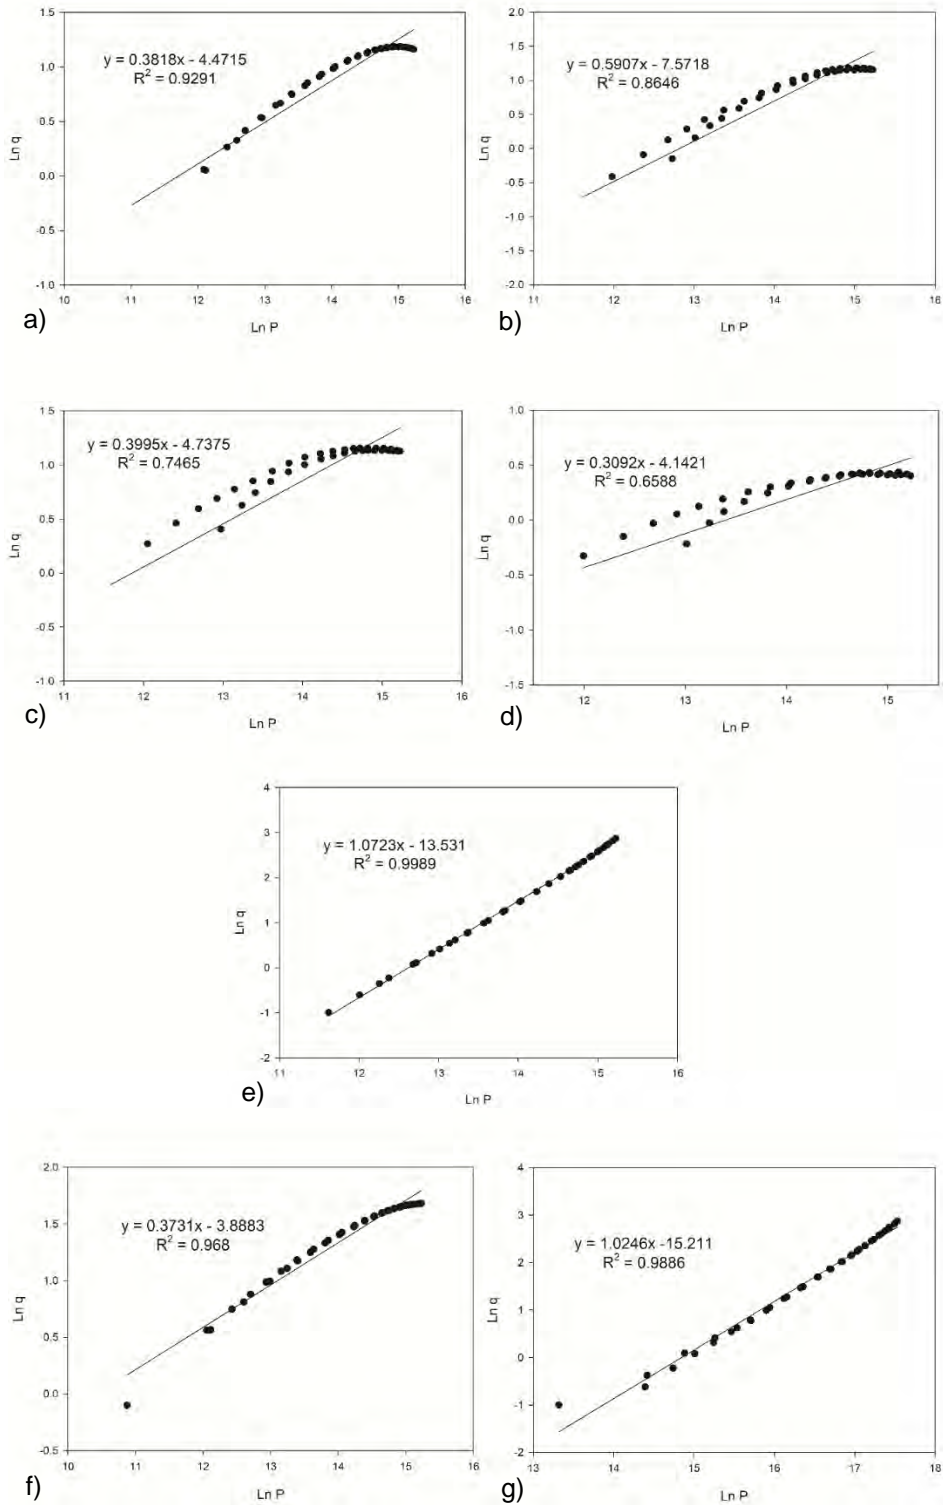 y = 0.3818x - 4.4715
R² = 0.9291
Ln q
1.5
1.0
0.5
0.0
-0.5
-1.0
10 11 12 13 14 15 16
Ln P
a)
y = 0.5907x - 7.5718
R² = 0.8646
Ln q
2.0
1.5
1.0
0.5
0.0
-0.5
-1.0
-1.5
-2.0
11 12 13 14 15 16
Ln P
b)
y = 0.3995x - 4.7375
R² = 0.7465
Ln q
1.5
1.0
0.5
0.0
-0.5
-1.0
11 12 13 14 15 16
Ln P
c)
y = 0.3092x - 4.1421
R² = 0.6588
Ln q
1.0
0.5
0.0
-0.5
-1.0
-1.5
12 13 14 15
Ln P
d)
y = 1.0723x - 13.531
R² = 0.9989
Ln q
4
3
2
1
0
-1
-2
11 12 13 14 15 16
Ln P
e)
y = 0.3731x - 3.8883
R² = 0.968
Ln q
2.0
1.5
1.0
0.5
0.0
-0.5
10 11 12 13 14 15 16
Ln P
f)
y = 1.0246x -15.211
R² = 0.9886
Ln q
4
3
2
1
0
-1
-2
13 14 15 16 17 18
Ln P
g)